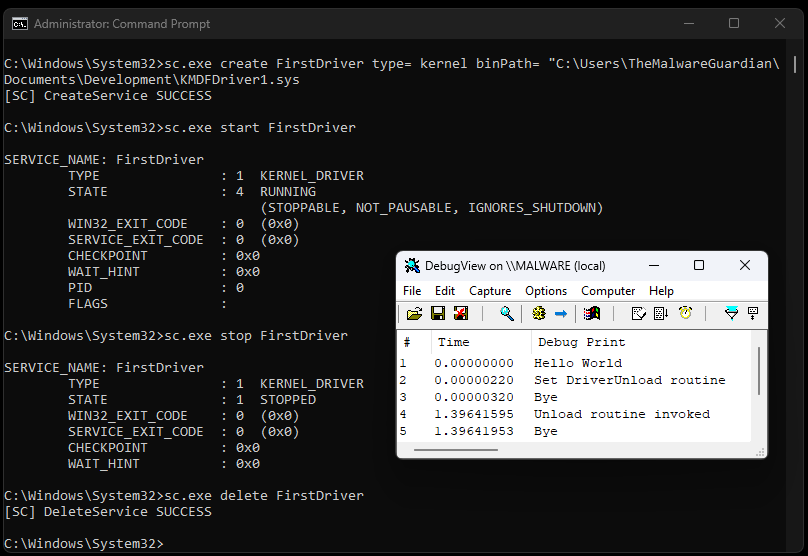 Administrator: Command Prompt
C:\Windows\System32>sc.exe create FirstDriver type= kernel binPath= "C:\Users\TheMalwareGuardian\
Documents\Development\KMDFDriver1.sys
[SC] CreateService SUCCESS
C:\Windows\System32>sc.exe start FirstDriver
SERVICE_NAME: FirstDriver
TYPE : 1 KERNEL_DRIVER
STATE : 4 RUNNING
(STOPPABLE, NOT_PAUSABLE, IGNORES_SHUTDOWN)
WIN32_EXIT_CODE : 0 (0x0)
SERVICE_EXIT_CODE : 0 (0x0)
CHECKPOINT : 0x0
WAIT_HINT : 0x0
PID : 0
FLAGS :
C:\Windows\System32>sc.exe stop FirstDriver
SERVICE_NAME: FirstDriver
TYPE : 1 KERNEL_DRIVER
STATE : 1 STOPPED
WIN32_EXIT_CODE : 0 (0x0)
SERVICE_EXIT_CODE : 0 (0x0)
CHECKPOINT : 0x0
WAIT_HINT : 0x0
C:\Windows\System32>sc.exe delete FirstDriver
[SC] DeleteService SUCCESS
C:\Windows\System32>
DebugView on \\MALWARE (local)
File Edit Capture Options Computer Help
# Time Debug Print
1 0.00000000 Hello World
2 0.00000220 Set DriverUnload routine
3 0.00000320 Bye
4 1.39641595 Unload routine invoked
5 1.39641953 Bye